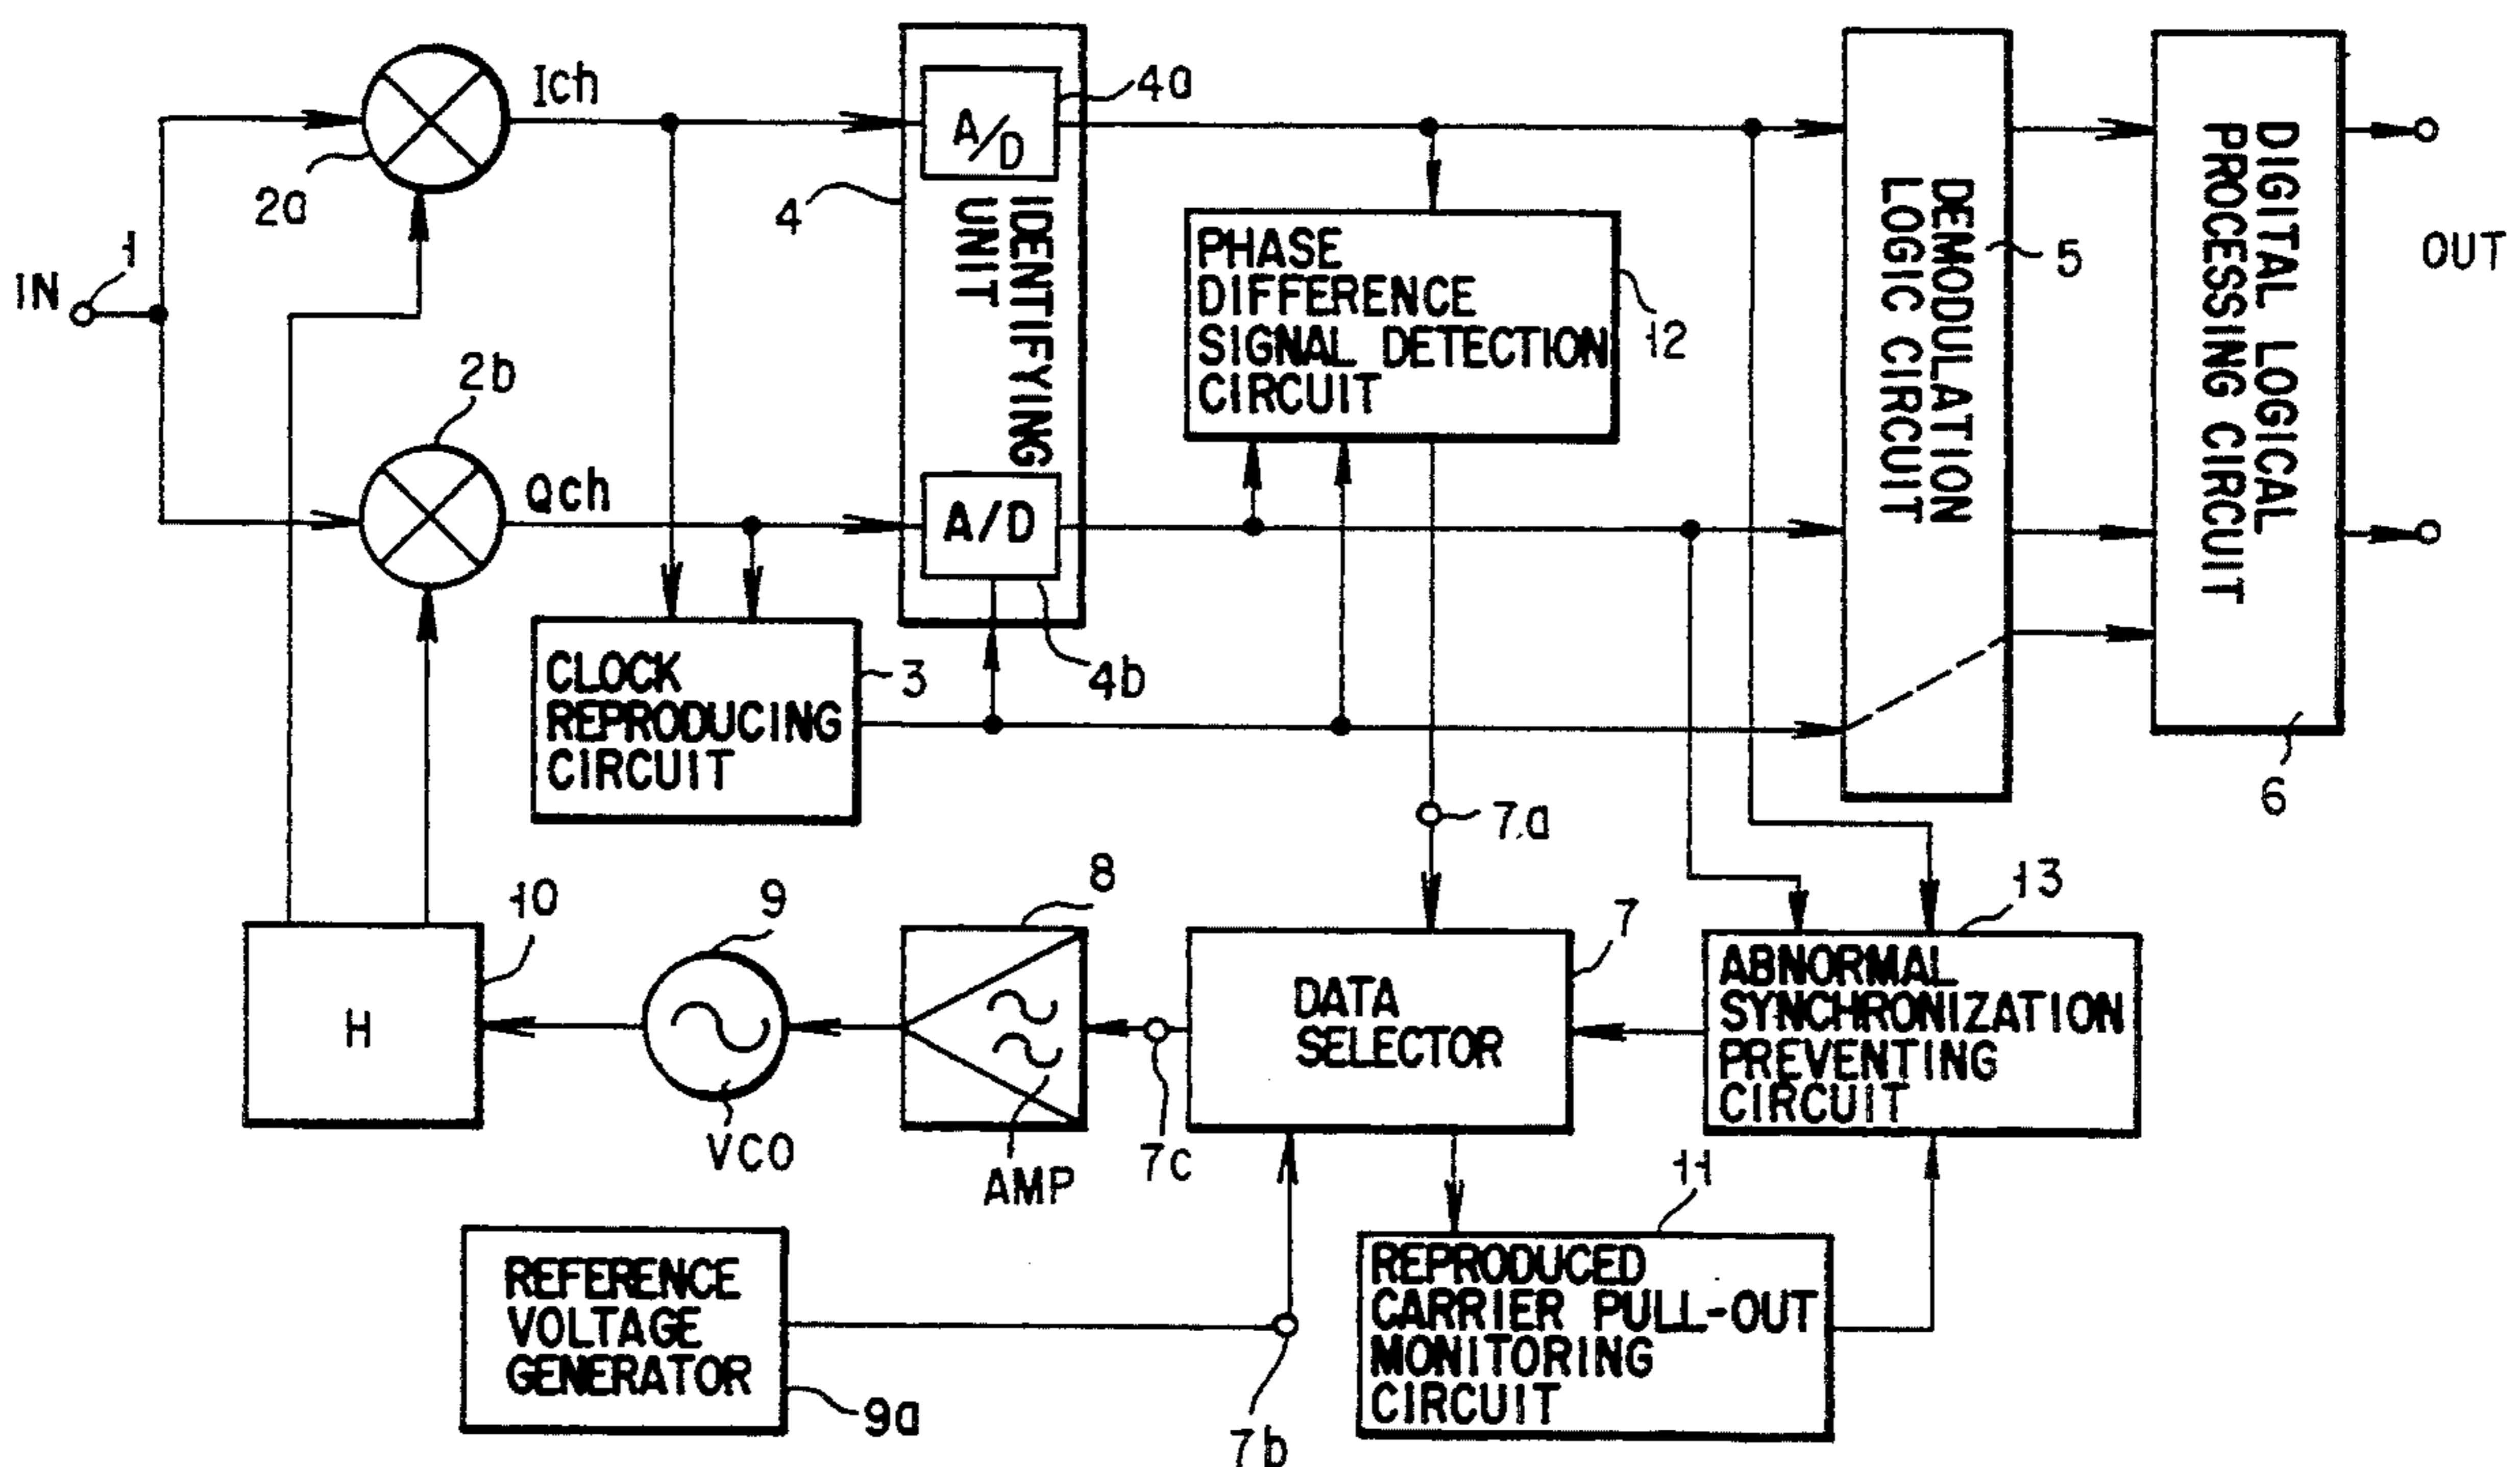 Ich
A/D
4a
2a
4
IDENTIFYING
UNIT
PHASE
DIFFERENCE
SIGNAL DETECTION
CIRCUIT
12
DEMODULATION
LOGIC CIRCUIT
5
DIGITAL LOGICAL
PROCESSING CIRCUIT
OUT
IN
1
2b
Qch
A/D
4b
CLOCK
REPRODUCING
CIRCUIT
3
6
7a
10
9
8
7
13
H
VCO
AMP
7c
DATA
SELECTOR
ABNORMAL
SYNCHRONIZATION
PREVENTING
CIRCUIT
11
REFERENCE
VOLTAGE
GENERATOR
9a
7b
REPRODUCED
CARRIER PULL-OUT
MONITORING
CIRCUIT